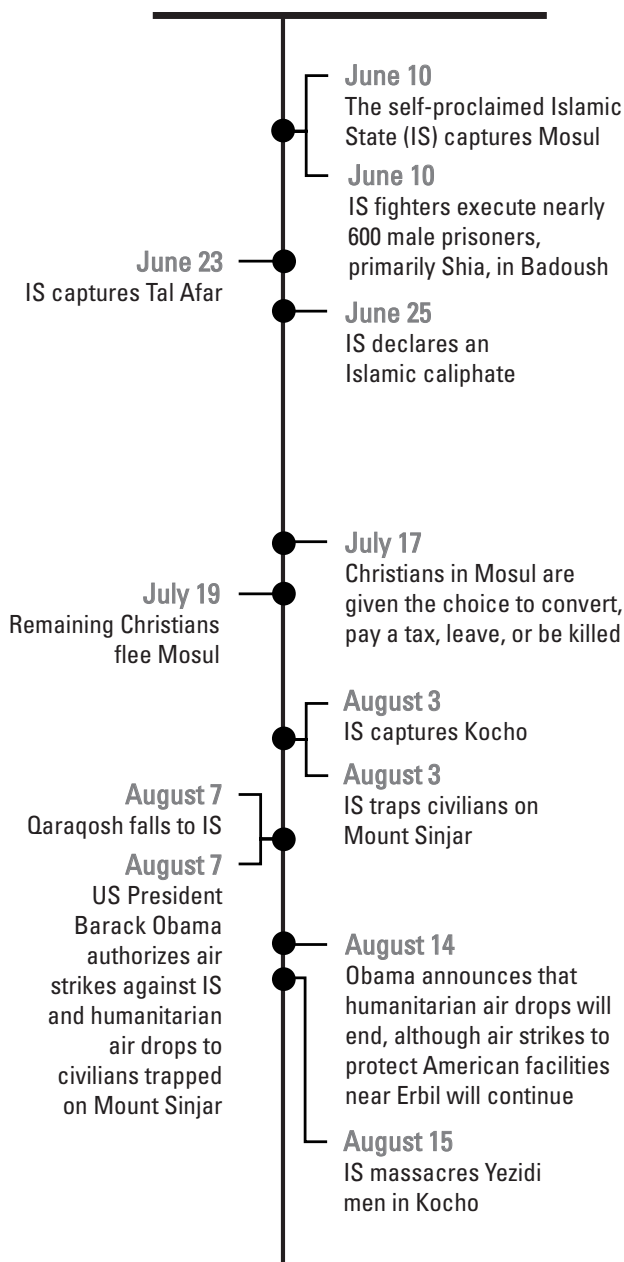 June 10
The self-proclaimed Islamic
State (IS) captures Mosul
June 10
IS fighters execute nearly
600 male prisoners,
primarily Shia, in Badoush
June 23
IS captures Tal Afar
June 25
IS declares an
Islamic caliphate
July 17
Christians in Mosul are
given the choice to convert,
pay a tax, leave, or be killed
July 19
Remaining Christians
flee Mosul
August 3
IS captures Kocho
August 3
IS traps civilians on
Mount Sinjar
August 7
Qaraqosh falls to IS
August 7
US President
Barack Obama
authorizes air
strikes against IS
and humanitarian
air drops to
civilians trapped
on Mount Sinjar
August 14
Obama announces that
humanitarian air drops will
end, although air strikes to
protect American facilities
near Erbil will continue
August 15
IS massacres Yezidi
men in Kocho